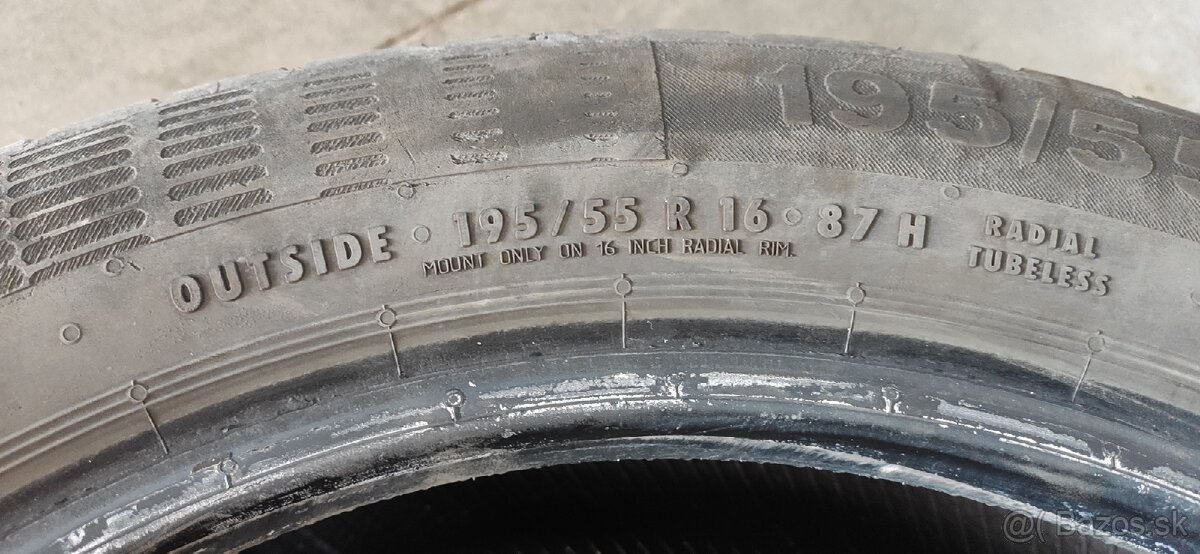 195/55
OUTSIDE ∘ 195/55 R 16 ∘ 87 H RADIAL TUBELESS
MOUNT ONLY ON 16 INCH RADIAL RIM.
@( Bazos.sk